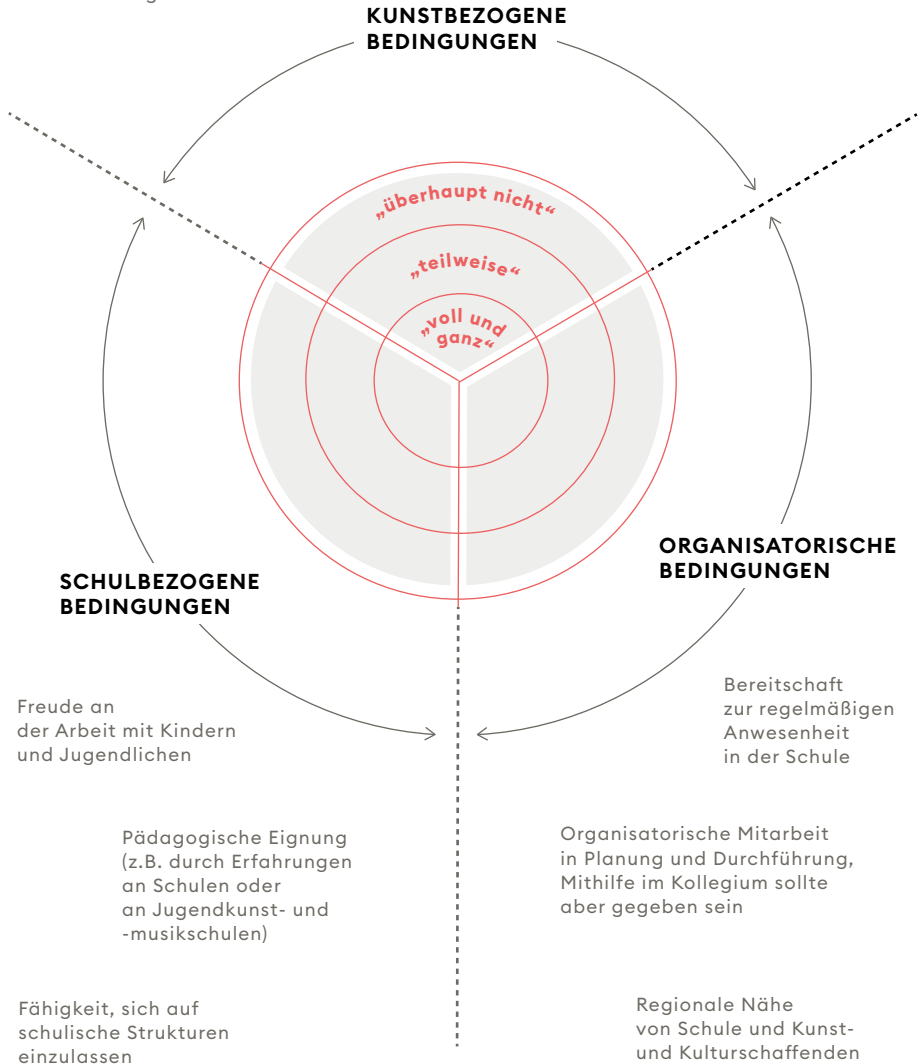 KUNSTBEZOGENE
BEDINGUNGEN
„überhaupt nicht“
„teilweise“
„voll und
ganz“
SCHULBEZOGENE
BEDINGUNGEN
ORGANISATORISCHE
BEDINGUNGEN
Freude an
der Arbeit mit Kindern
und Jugendlichen
Bereitschaft
zur regelmäßigen
Anwesenheit
in der Schule
Pädagogische Eignung
(z.B. durch Erfahrungen
an Schulen oder
an Jugendkunst- und
-musikschulen)
Organisatorische Mitarbeit
in Planung und Durchführung,
Mithilfe im Kollegium sollte
aber gegeben sein
Fähigkeit, sich auf
schulische Strukturen
einzulassen
Regionale Nähe
von Schule und Kunst-
und Kulturschaffenden